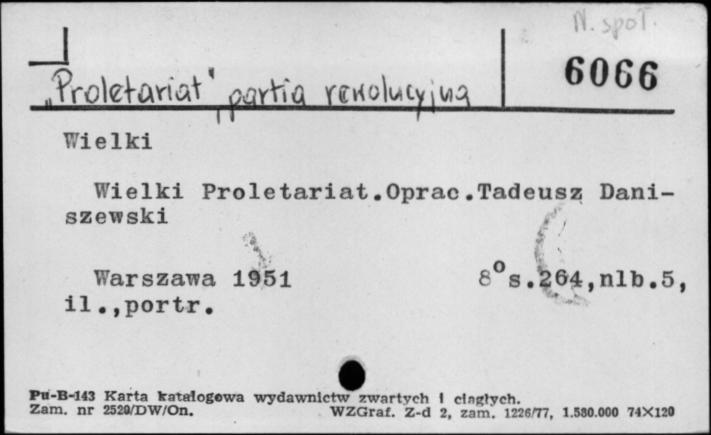 N. społ.
6066
„Proletariat" partia rewolucyjna
Wielki
Wielki Proletariat.Oprac.Tadeusz Dani-
szewski
Warszawa 1951 8°s.264,nlb.5,
il.,portr.
Pu-B-143 Karta katalogowa wydawnictw zwartych i ciągłych.
Zam. nr 2520/DW/On. WZGraf. Z-d 2, zam. 1226/77, 1.580.000 74X120